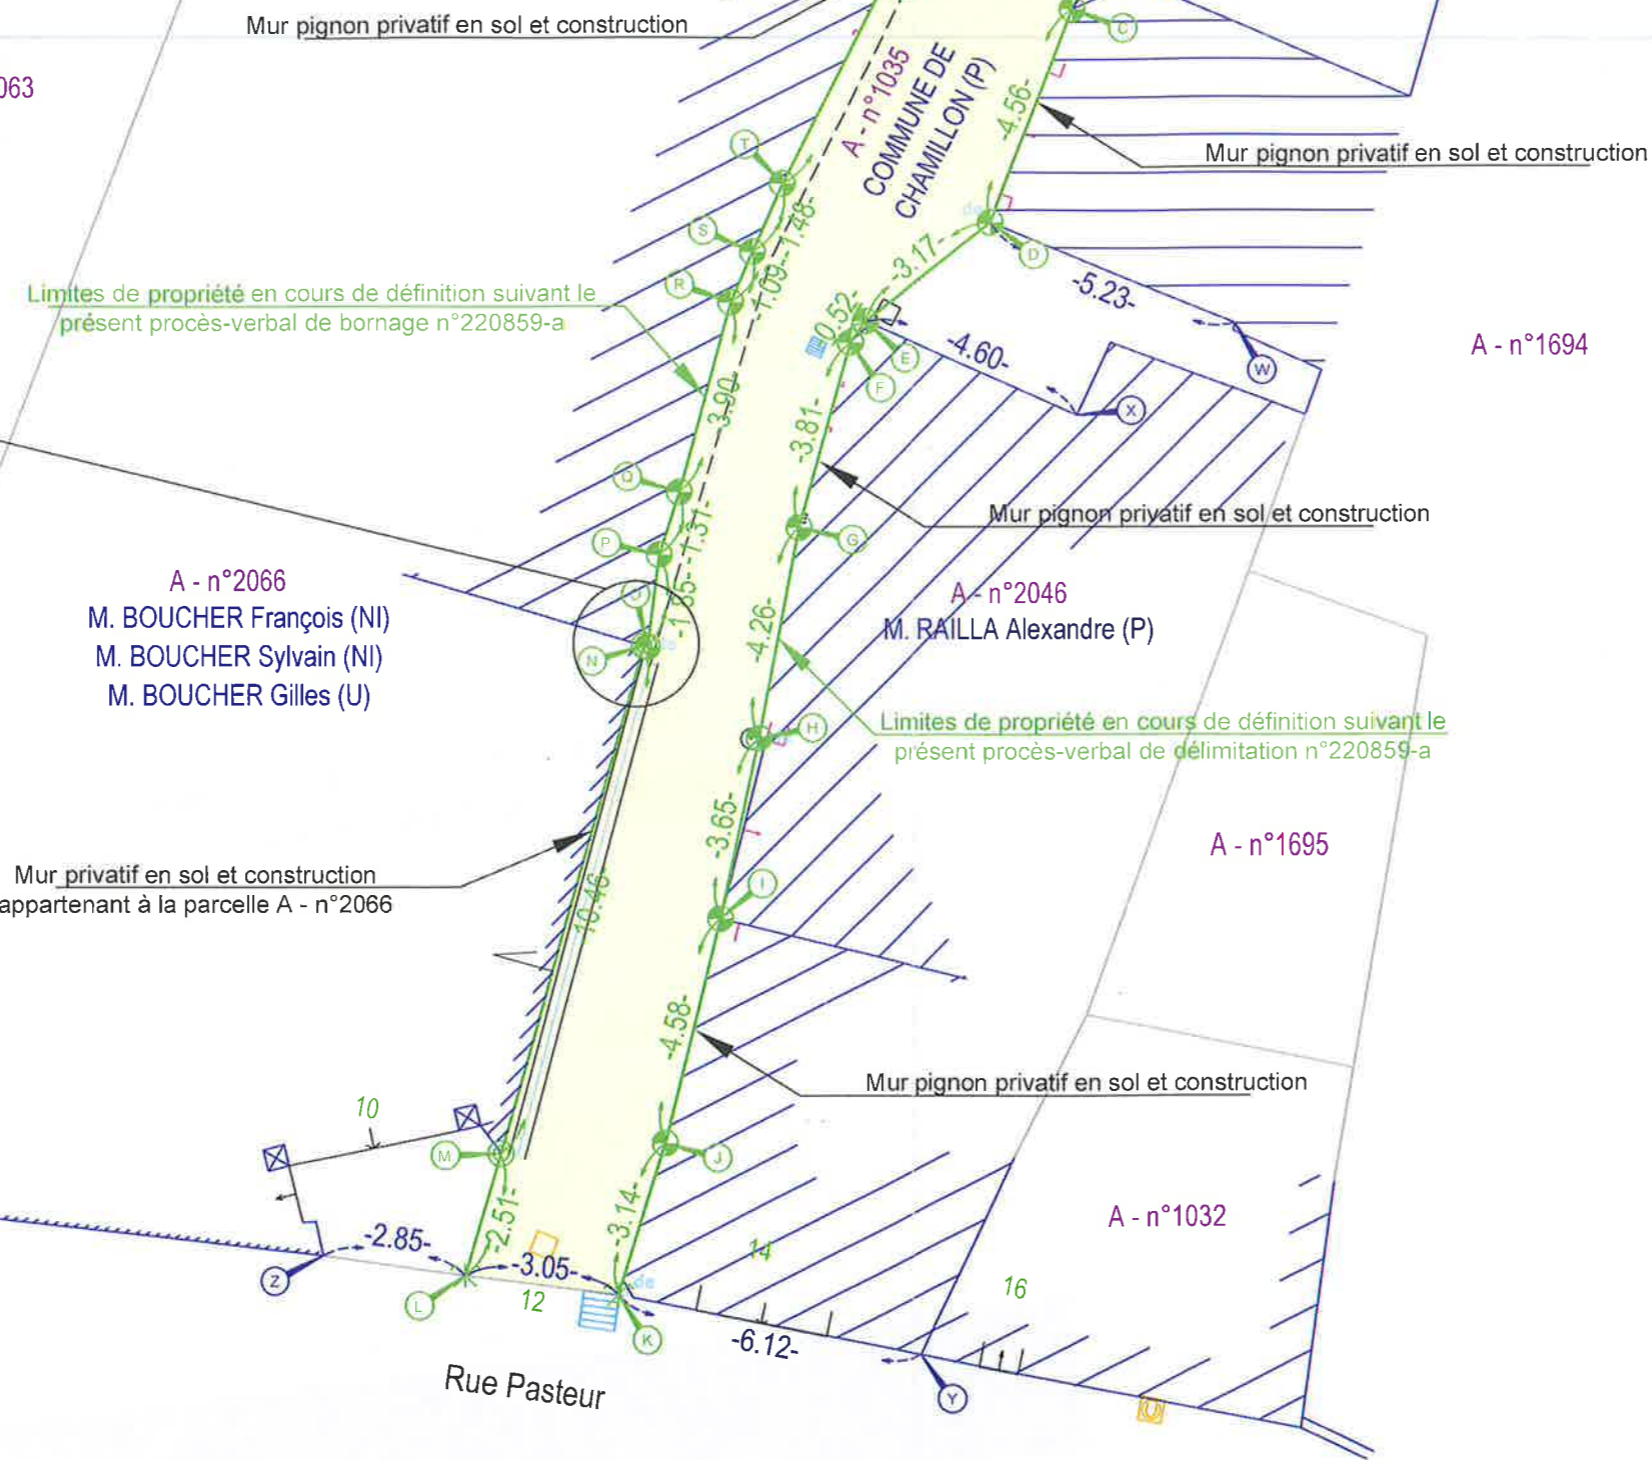 Mur pignon privatif en sol et construction
C
063
A - n°1035
COMMUNE DE
CHAMILLON (P)
-4.56-
Mur pignon privatif en sol et construction
T
-1.48-
S
-1.09-
R
D
de
-3.17-
-5.23-
Limites de propriété en cours de définition suivant le
présent procès-verbal de bornage n°220859-a
-0.52-
E
F
-4.60-
W
A - n°1694
X
-3.90-
-3.81-
Q
Mur pignon privatif en sol et construction
-1.31-
P
G
A - n°2066
M. BOUCHER François (NI)
M. BOUCHER Sylvain (NI)
M. BOUCHER Gilles (U)
U
N
A - n°2046
M. RAILLA Alexandre (P)
-4.26-
H
Limites de propriété en cours de définition suivant le
présent procès-verbal de délimitation n°220859-a
-3.65-
A - n°1695
Mur privatif en sol et construction
appartenant à la parcelle A - n°2066
10.46
I
-4.58-
Mur pignon privatif en sol et construction
10
M
J
-2.51-
-3.14-
A - n°1032
-2.85-
-3.05-
Z
L
12
de
K
14
16
-6.12-
Y
Rue Pasteur